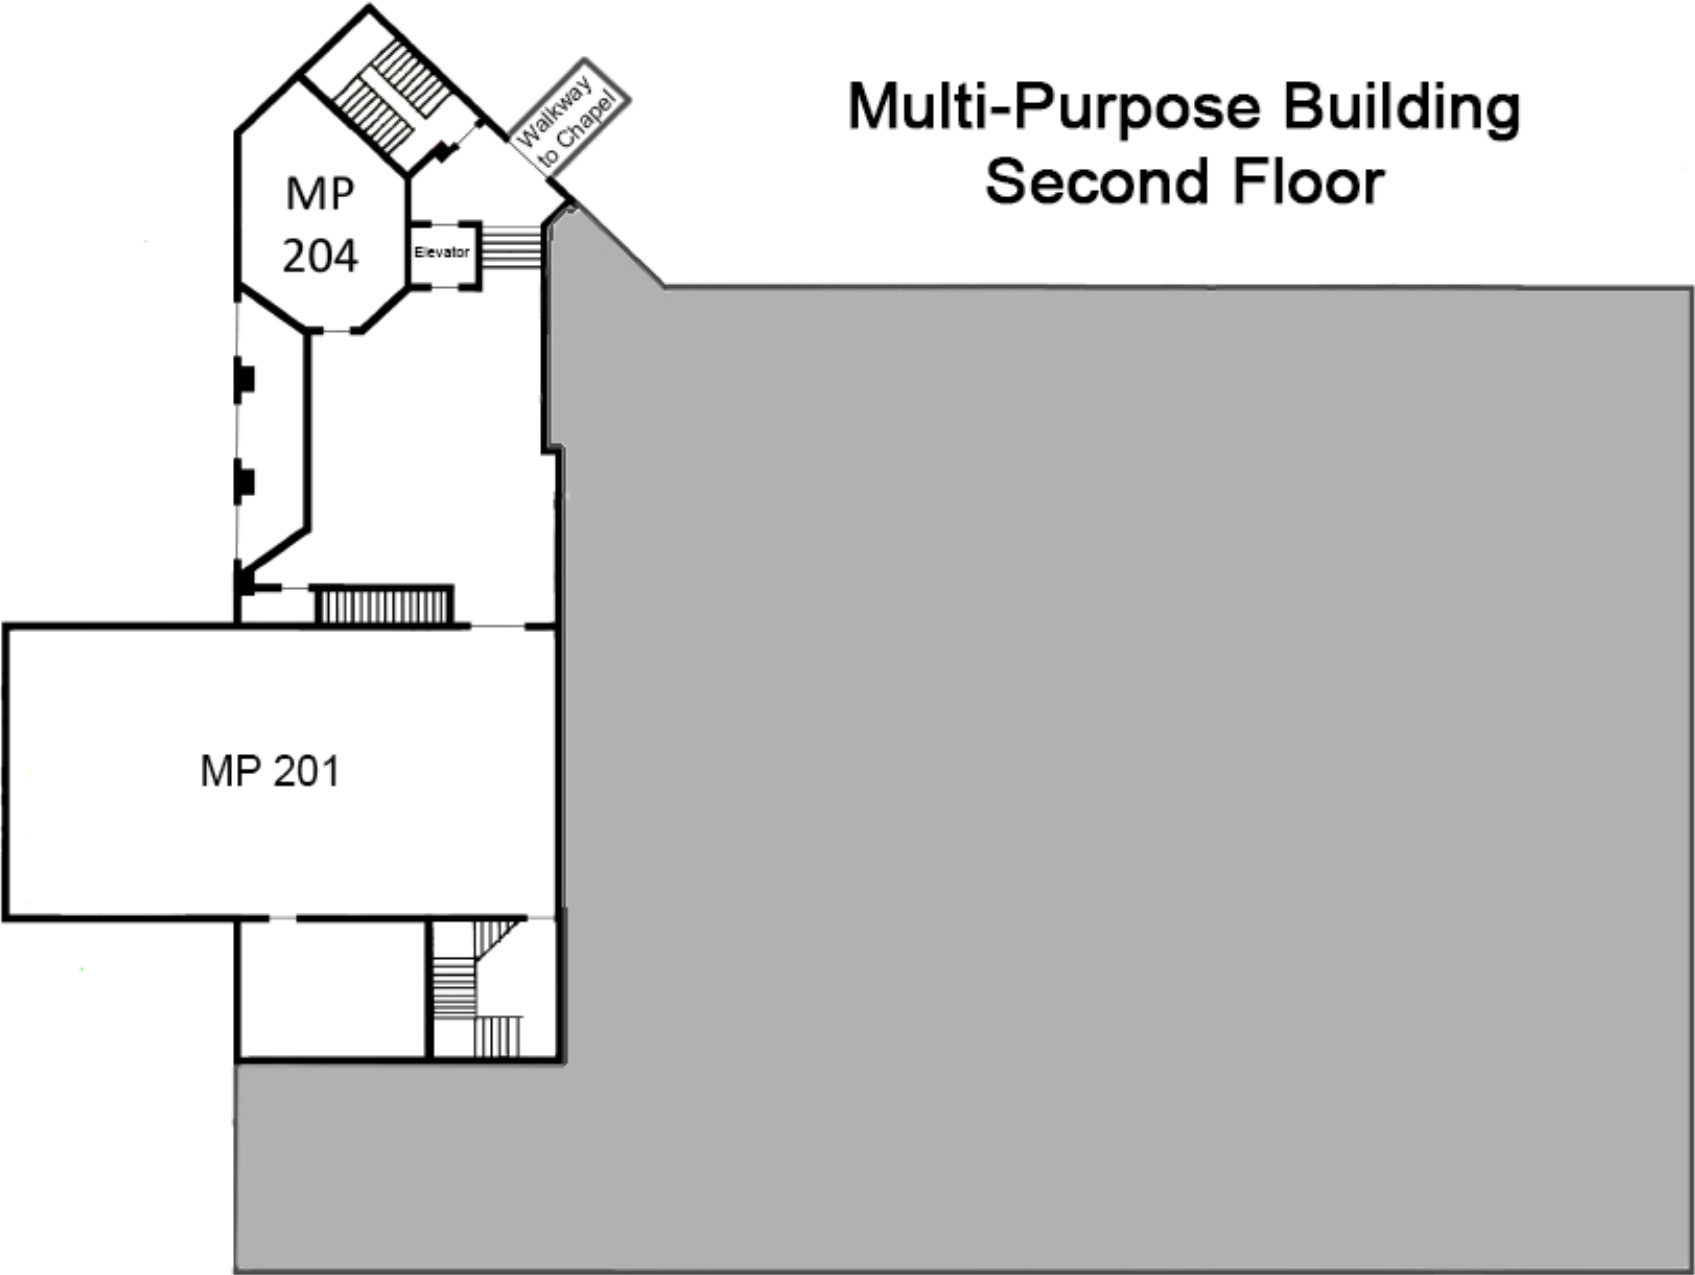 Multi-Purpose Building
Second Floor
Walkway
to Chapel
MP
204
Elevator
MP 201